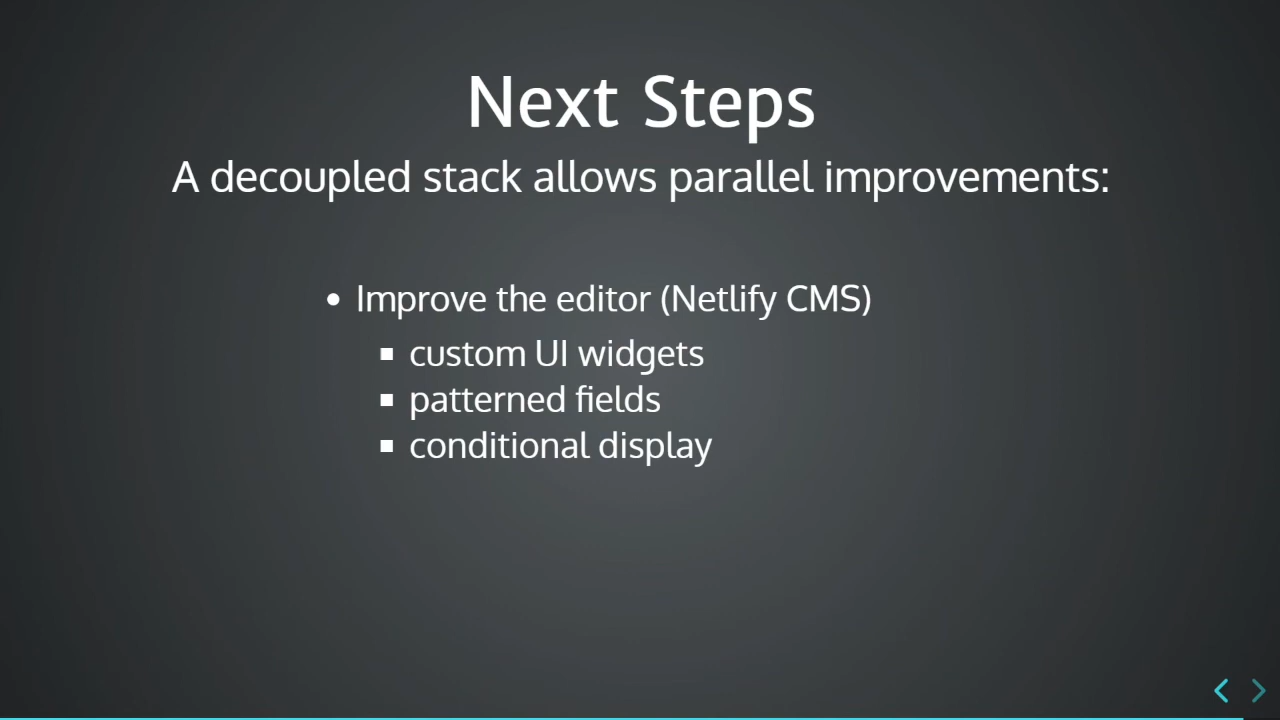 Next Steps
A decoupled stack allows parallel improvements:
• Improve the editor (Netlify CMS)
▪ custom UI widgets
▪ patterned fields
▪ conditional display